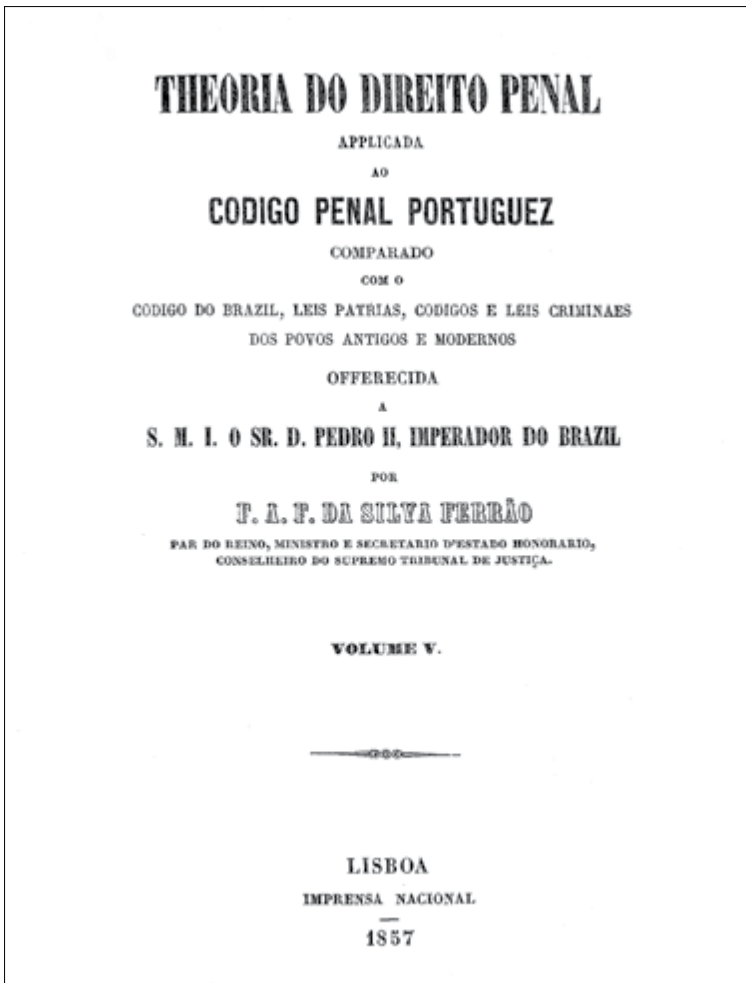 THEORIA DO DIREITO PENAL
APPLICADA
AO
CODIGO PENAL PORTUGUEZ
COMPARADO
COM O
CODIGO DO BRAZIL, LEIS PATRIAS, CODIGOS E LEIS CRIMINAES
DOS POVOS ANTIGOS E MODERNOS
OFFERECIDA
A
S. M. I. O SR. D. PEDRO II, IMPERADOR DO BRAZIL
POR
F. A. F. DA SILVA FERRÃO
PAR DO REINO, MINISTRO E SECRETARIO D'ESTADO HONORARIO,
CONSELHEIRO DO SUPREMO TRIBUNAL DE JUSTIÇA.
VOLUME V.
LISBOA
IMPRENSA NACIONAL
1857